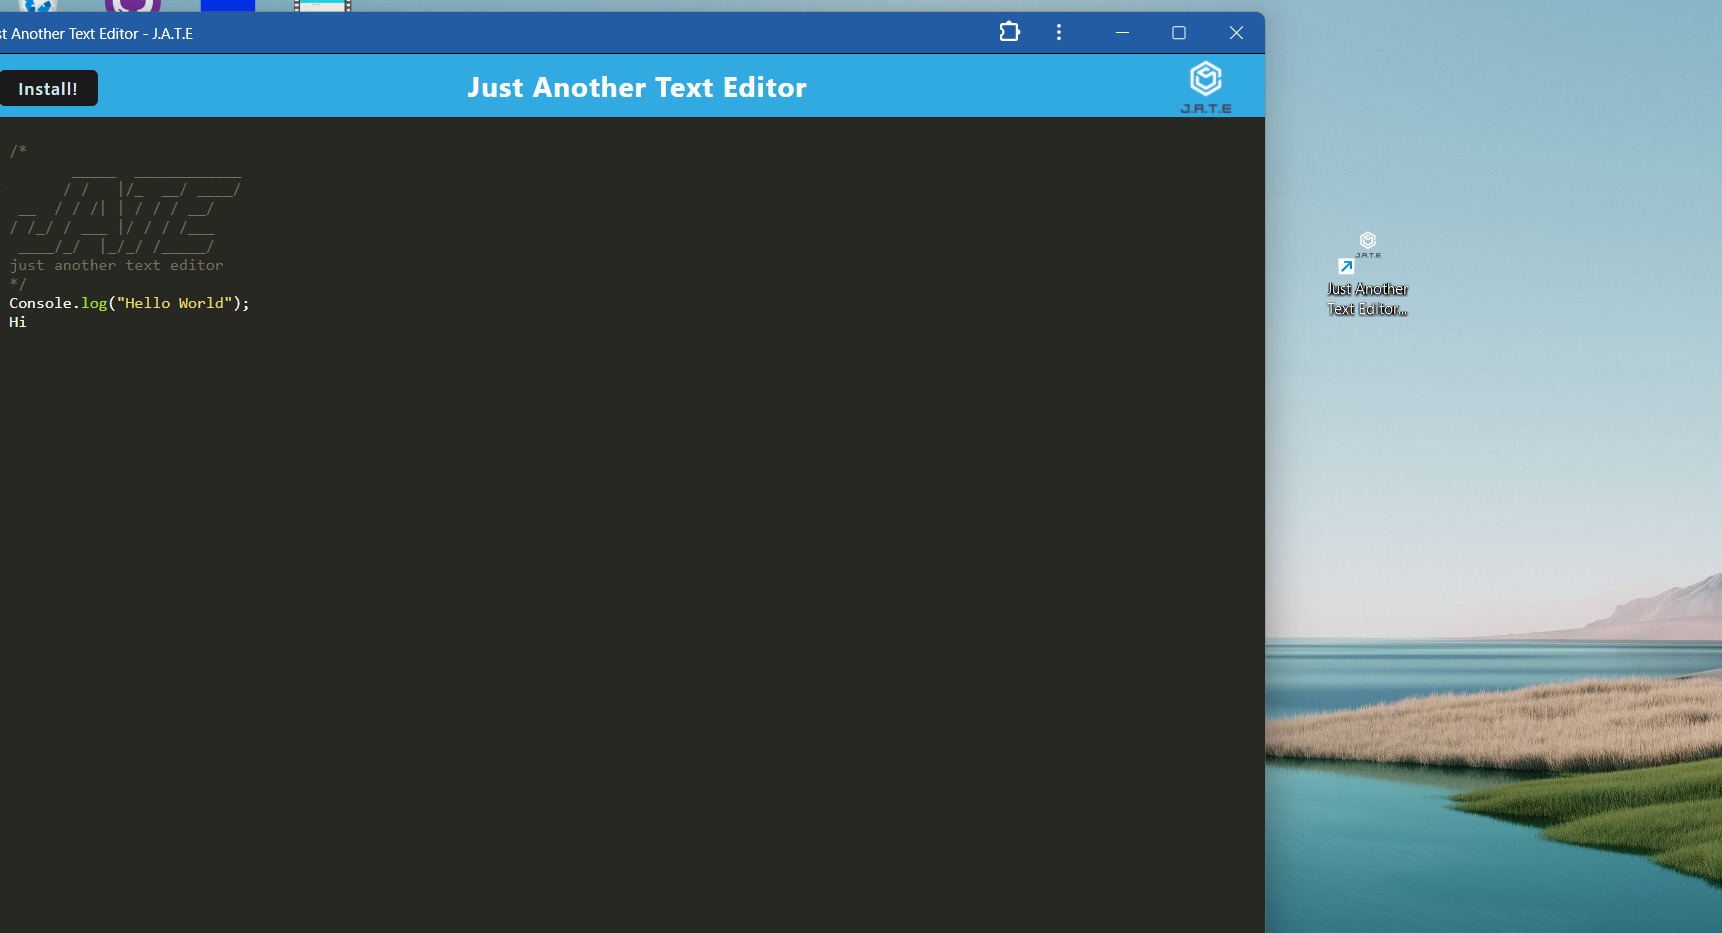 st Another Text Editor - J.A.T.E
Install!
Just Another Text Editor
J.A.T.E
/*
       _____  ____________
      / /   |/_  __/ ____/
 __  / / /| | / / / __/
/ /_/ / ___ |/ / / /___
 ____/_/  |_/_/ /_____/
just another text editor
*/
Console.log("Hello World");
Hi
J.A.T.E
Just Another
Text Editor...